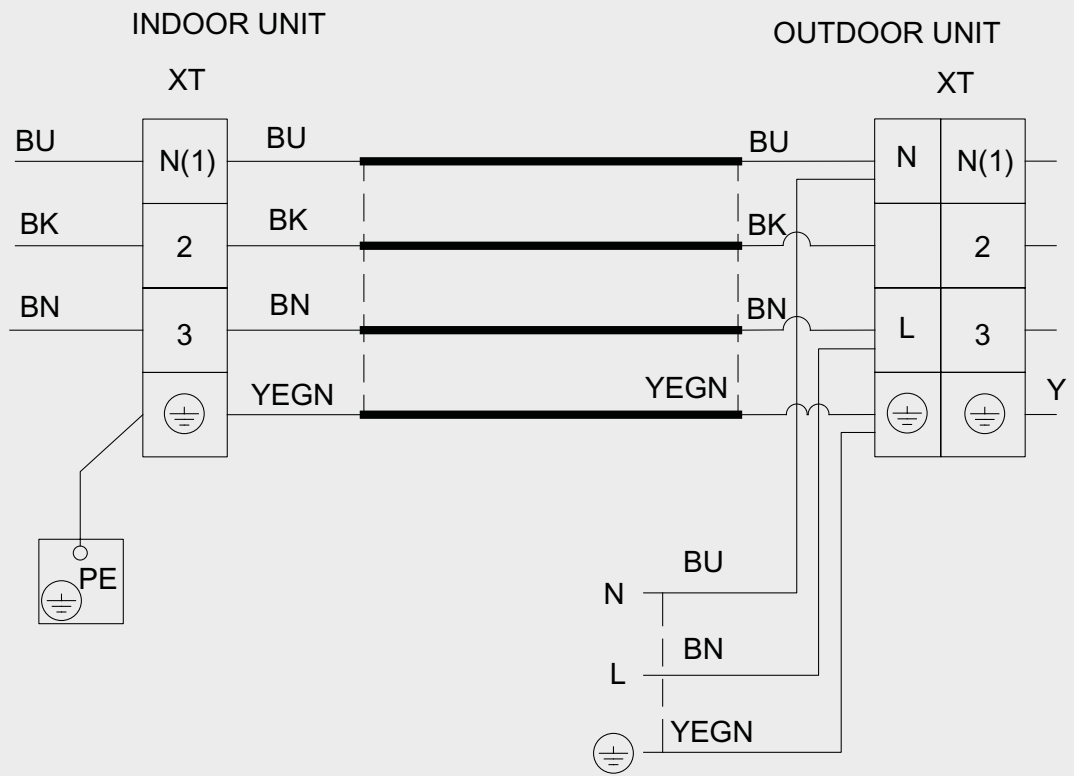 INDOOR UNIT
OUTDOOR UNIT
XT
XT
BU
N(1)
BU
BU
N
N(1)
BK
2
BK
BK
2
BN
3
BN
BN
L
3
YEGN
YEGN
Y
PE
N
BU
L
BN
YEGN